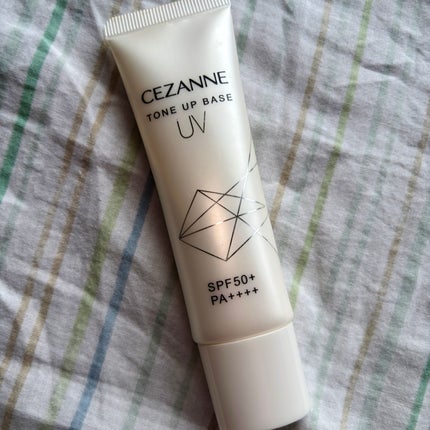 CEZANNE
TONE UP BASE
UV
SPF50+
PA++++